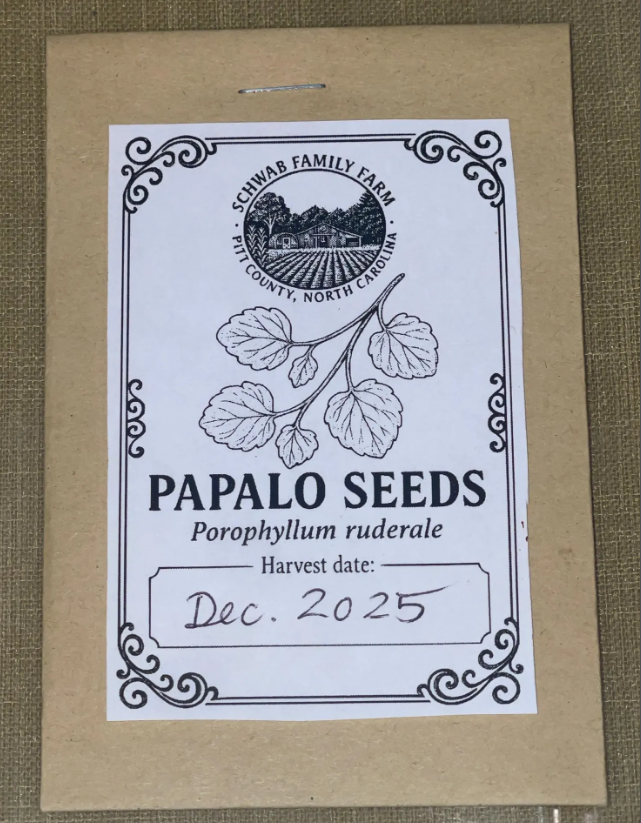 · SCHWAB FAMILY FARM ·
PITT COUNTY, NORTH CAROLINA
PAPALO SEEDS
Porophyllum ruderale
Harvest date:
Dec. 2025